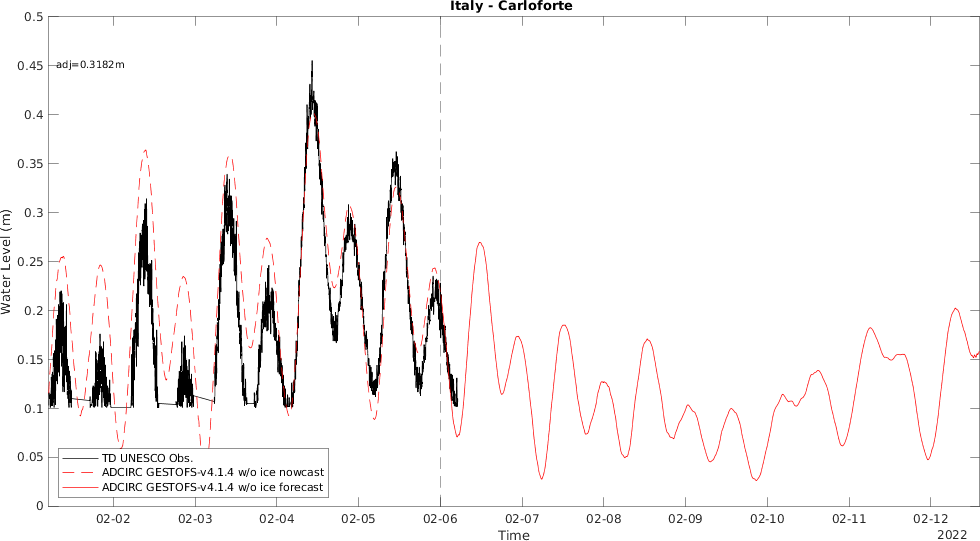 Italy - Carloforte
0.5
0.45
0.4
0.35
0.3
0.25
0.2
0.15
0.1
0.05
0
Water Level (m)
adj=0.3182m
TD UNESCO Obs.
ADCIRC GESTOFS-v4.1.4 w/o ice nowcast
ADCIRC GESTOFS-v4.1.4 w/o ice forecast
02-02 02-03 02-04 02-05 02-06 02-07 02-08 02-09 02-10 02-11 02-12
Time
2022